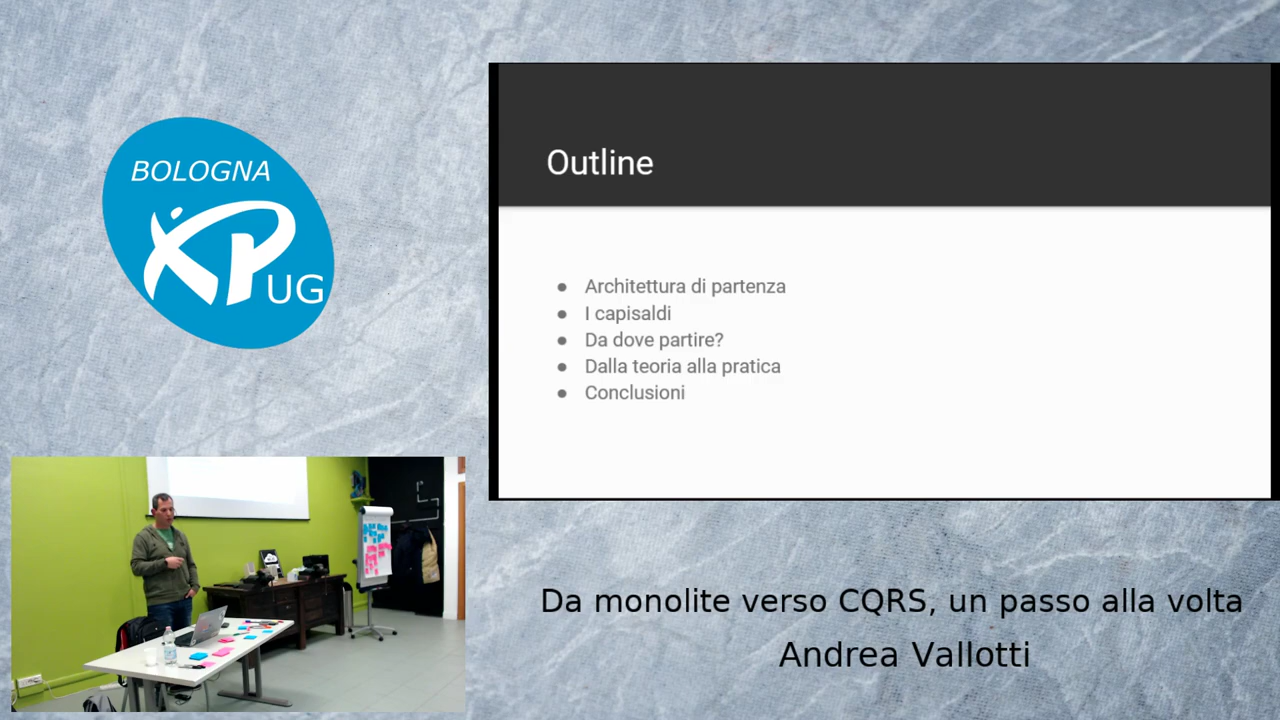 BOLOGNA
XP
UG
Outline
● Architettura di partenza
● I capisaldi
● Da dove partire?
● Dalla teoria alla pratica
● Conclusioni
Da monolite verso CQRS, un passo alla volta
Andrea Vallotti